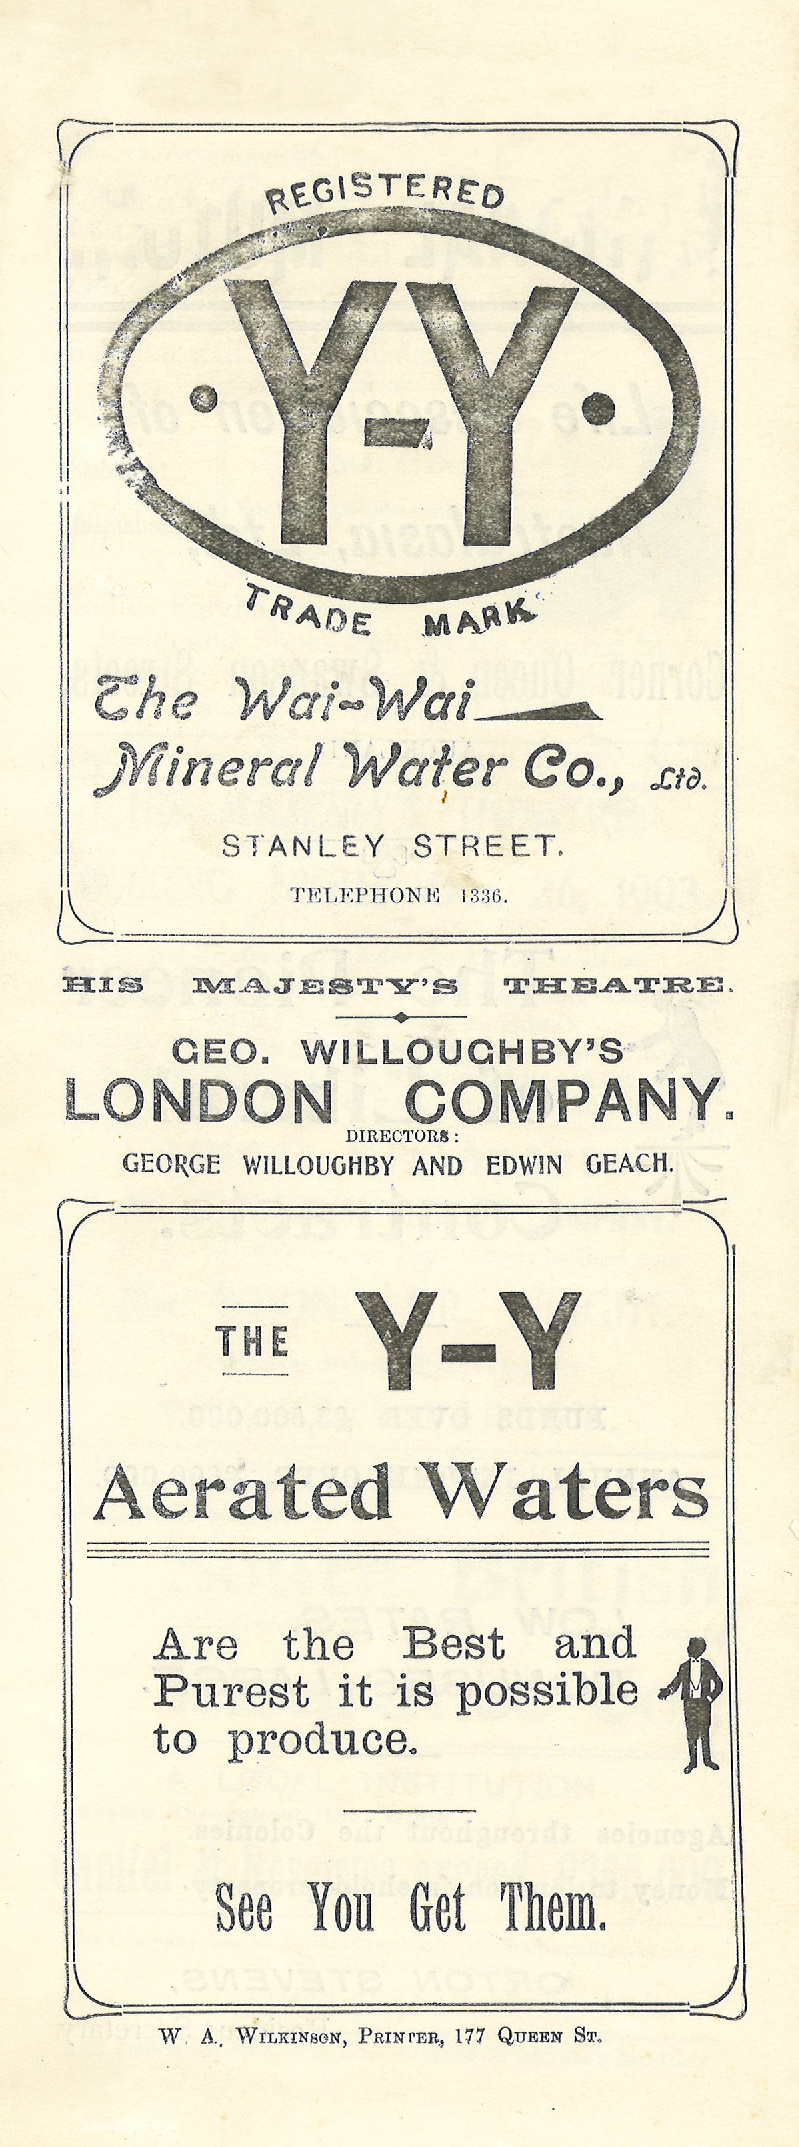 REGISTERED
Y-Y
TRADE MARK
The Wai-Wai
Mineral Water Co., Ltd.
STANLEY STREET.
TELEPHONE 1336.
HIS MAJESTY'S THEATRE.
GEO. WILLOUGHBY'S
LONDON COMPANY.
DIRECTORS:
GEORGE WILLOUGHBY AND EDWIN GEACH.
THE Y-Y
Aerated Waters
Are the Best and
Purest it is possible
to produce.
See You Get Them.
W. A. WILKINSON, PRINTER, 177 QUEEN ST.